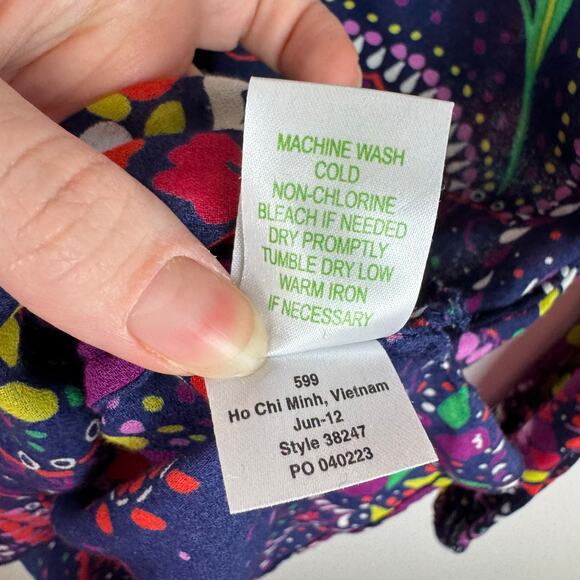 MACHINE WASH
COLD
NON-CHLORINE
BLEACH IF NEEDED
DRY PROMPTLY
TUMBLE DRY LOW
WARM IRON
IF NECESSARY
599
Ho Chi Minh, Vietnam
Jun-12
Style 38247
PO 040223